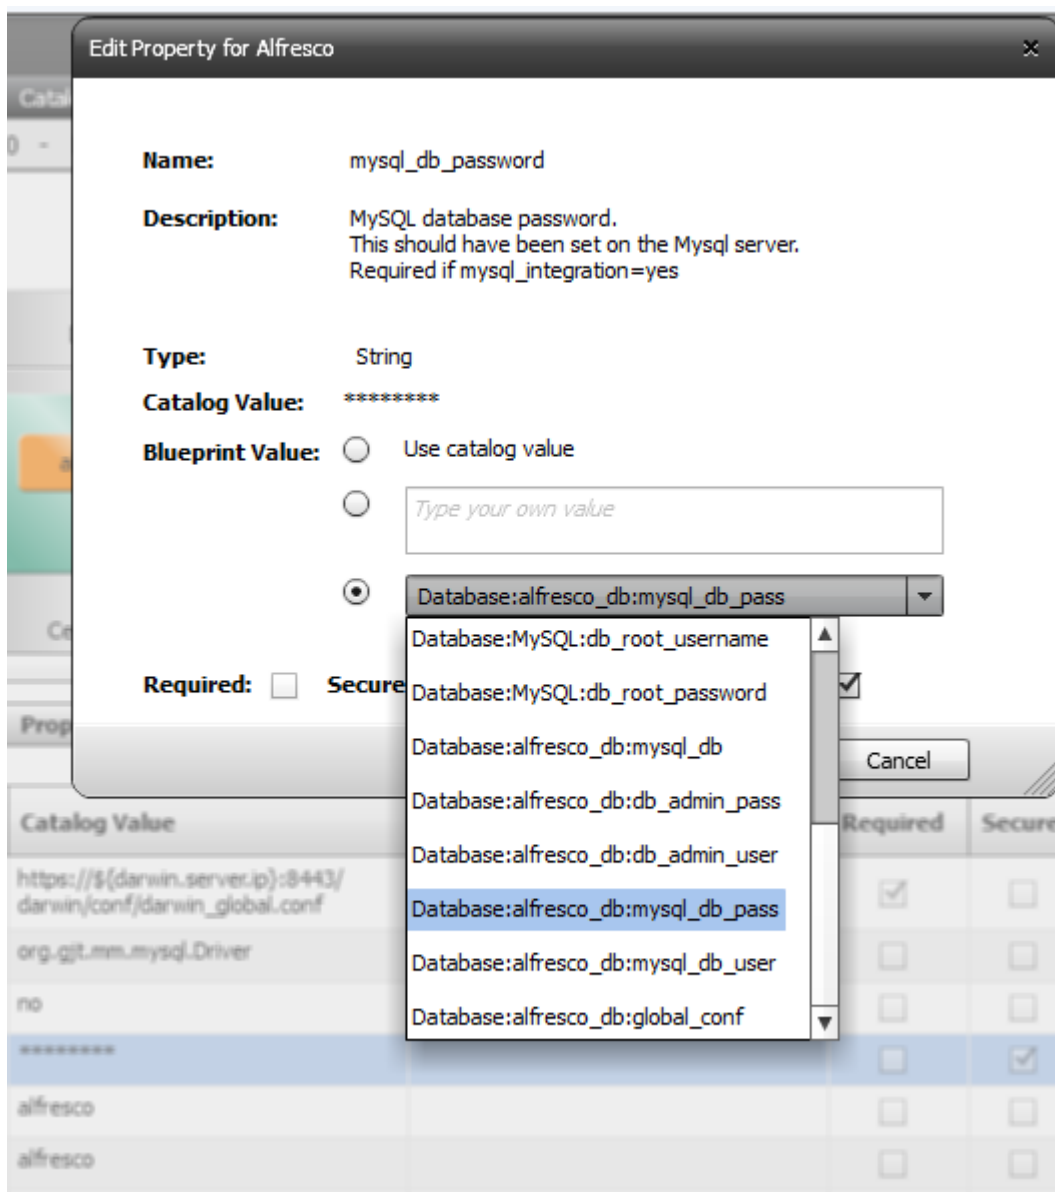 Edit Property for Alfresco
Catal
0 -
Name: mysql_db_password
Description: MySQL database password.
This should have been set on the Mysql server.
Required if mysql_integration=yes
Type: String
Catalog Value: ********
Blueprint Value: Use catalog value
Type your own value
Database:alfresco_db:mysql_db_pass
Database:MySQL:db_root_username
Required: Secure
Database:MySQL:db_root_password
Database:alfresco_db:mysql_db
Cancel
Database:alfresco_db:db_admin_pass
Database:alfresco_db:db_admin_user
Database:alfresco_db:mysql_db_pass
Database:alfresco_db:mysql_db_user
Database:alfresco_db:global_conf
Ce
Prop
Catalog Value Required Secure
https://${darwin.server.ip}:8443/
darwin/conf/darwin_global.conf
org.gjt.mm.mysql.Driver
no
*********
alfresco
alfresco